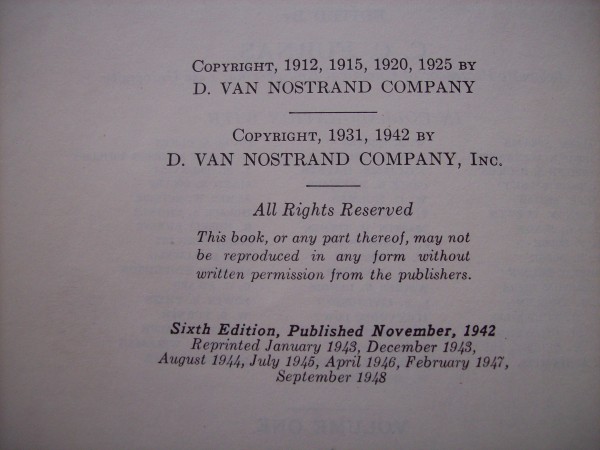 COPYRIGHT, 1912, 1915, 1920, 1925 BY
D. VAN NOSTRAND COMPANY
COPYRIGHT, 1931, 1942 BY
D. VAN NOSTRAND COMPANY, INC.
All Rights Reserved
This book, or any part thereof, may not
be reproduced in any form without
written permission from the publishers.
Sixth Edition, Published November, 1942
Reprinted January 1943, December 1943,
August 1944, July 1945, April 1946, February 1947,
September 1948
VOLUME ONE